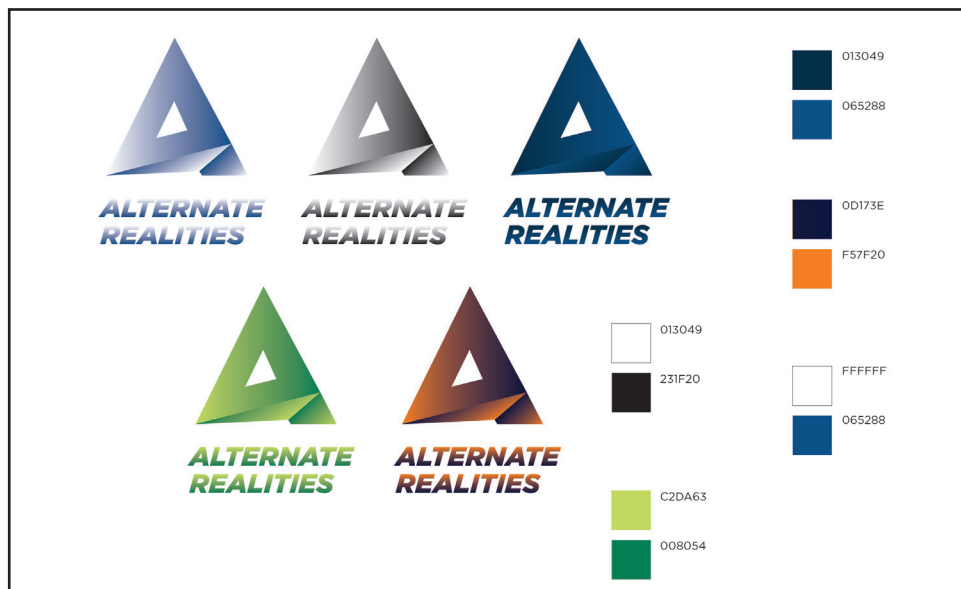 ALTERNATE
REALITIES
ALTERNATE
REALITIES
ALTERNATE
REALITIES
ALTERNATE
REALITIES
ALTERNATE
REALITIES
013049
065288
0D173E
F57F20
013049
231F20
FFFFFF
065288
C2DA63
008054